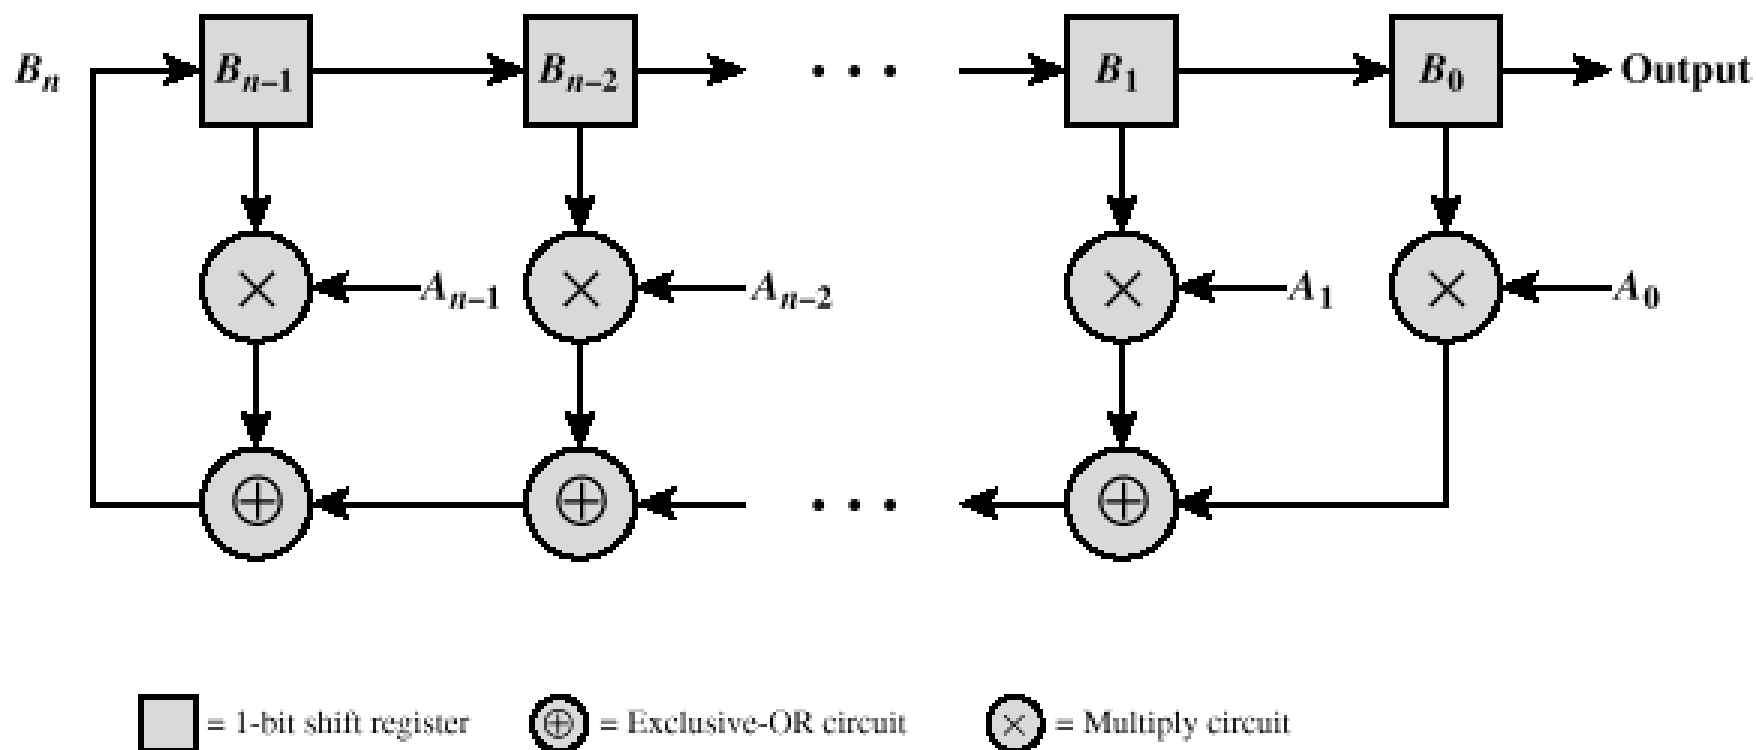 Bₙ Bₙ₋₁ Bₙ₋₂ · · · B₁ B₀ Output
× Aₙ₋₁ × Aₙ₋₂ × A₁ × A₀
⊕ ⊕ · · · ⊕
= 1-bit shift register ⊕ = Exclusive-OR circuit × = Multiply circuit